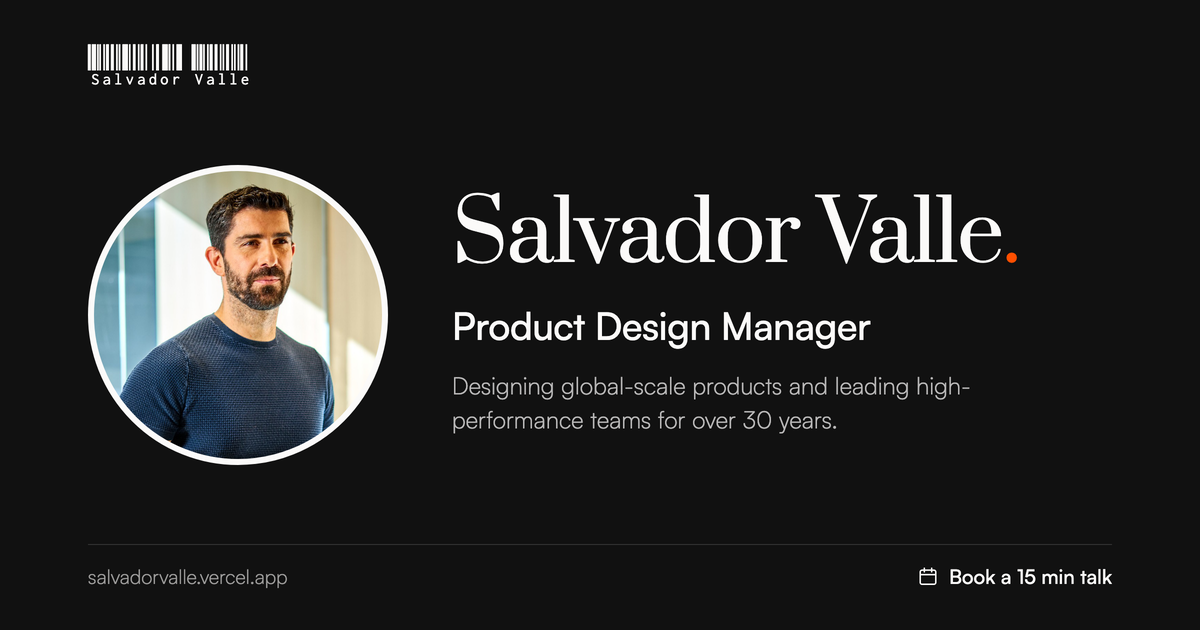 Salvador Valle
Salvador Valle.
Product Design Manager
Designing global-scale products and leading high-
performance teams for over 30 years.
salvadorvalle.vercel.app
Book a 15 min talk